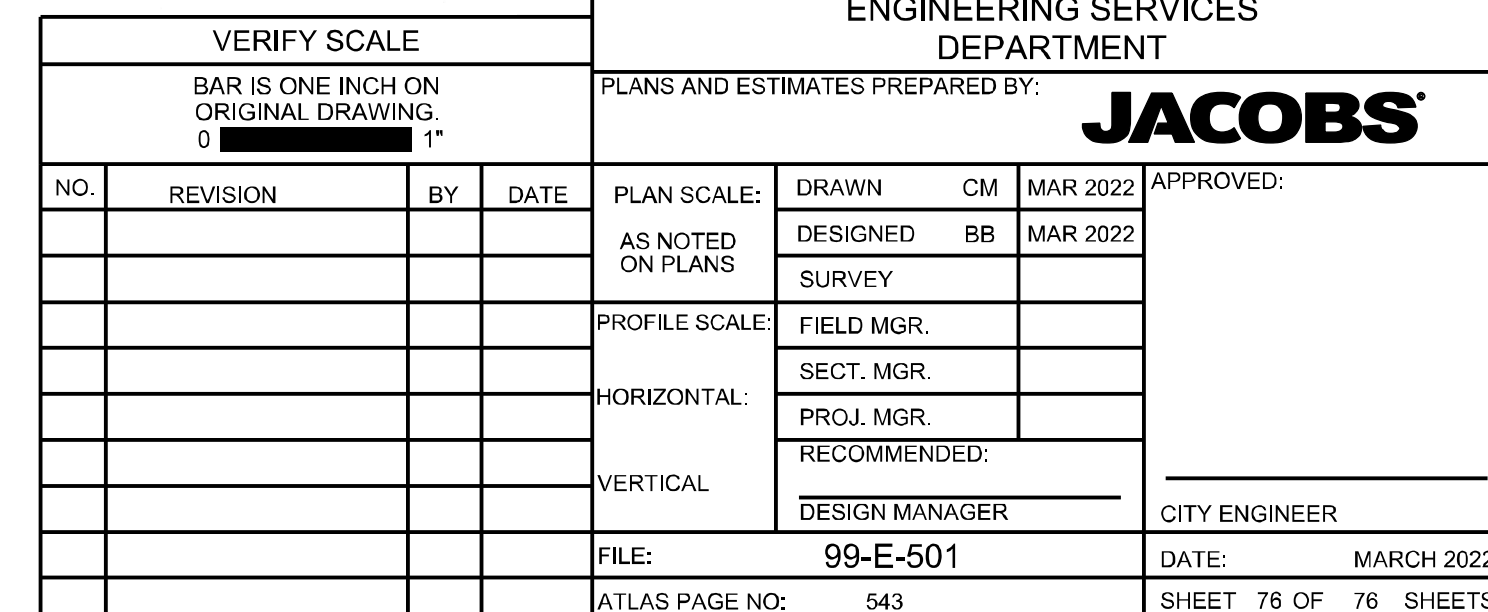 ENGINEERING SERVICES
DEPARTMENT
VERIFY SCALE
BAR IS ONE INCH ON
ORIGINAL DRAWING.
0 1"
PLANS AND ESTIMATES PREPARED BY:
JACOBS®
NO. REVISION BY DATE
PLAN SCALE:
AS NOTED
ON PLANS
PROFILE SCALE:
HORIZONTAL:
VERTICAL
DRAWN CM MAR 2022
DESIGNED BB MAR 2022
SURVEY
FIELD MGR.
SECT. MGR.
PROJ. MGR.
RECOMMENDED:
DESIGN MANAGER
APPROVED:
CITY ENGINEER
FILE: 99-E-501
DATE: MARCH 2022
ATLAS PAGE NO: 543
SHEET 76 OF 76 SHEETS